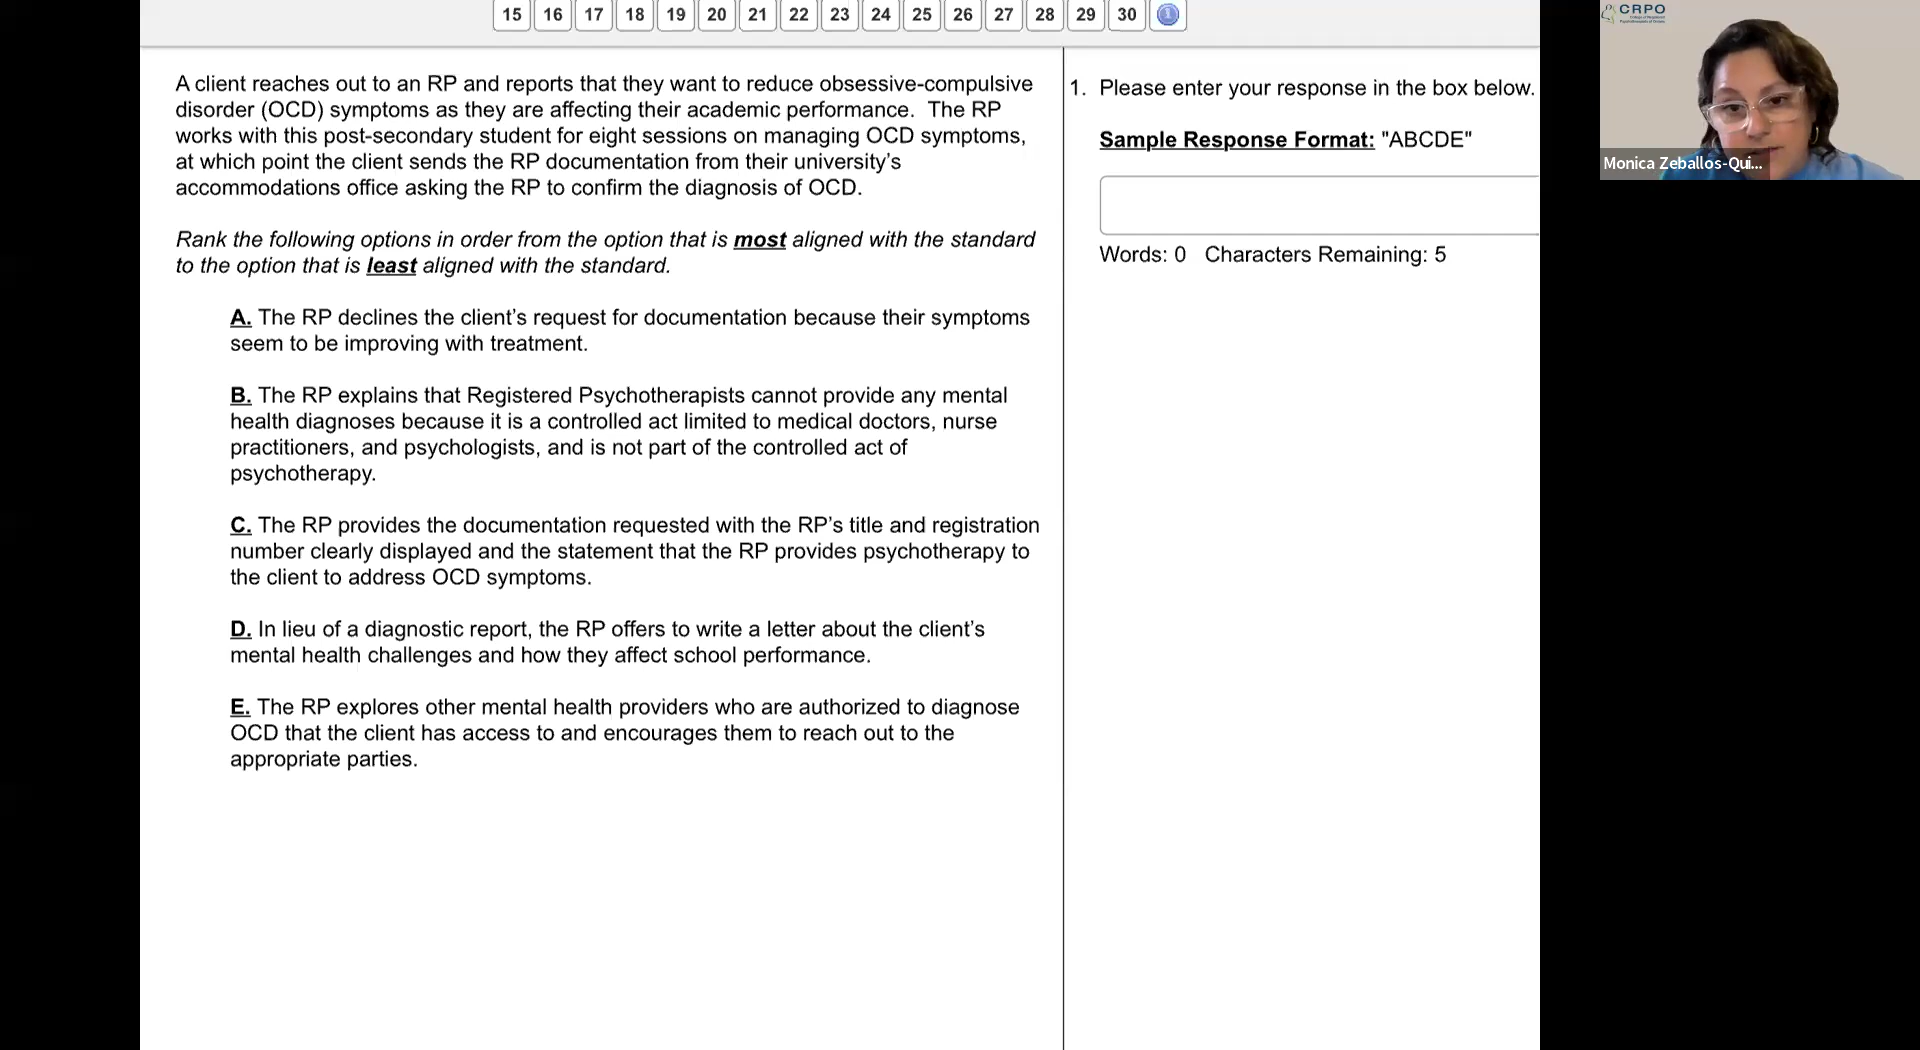 15 16 17 18 19 20 21 22 23 24 25 26 27 28 29 30 i
CRPO
A client reaches out to an RP and reports that they want to reduce obsessive-compulsive
disorder (OCD) symptoms as they are affecting their academic performance.  The RP
works with this post-secondary student for eight sessions on managing OCD symptoms,
at which point the client sends the RP documentation from their university’s
accommodations office asking the RP to confirm the diagnosis of OCD.
Rank the following options in order from the option that is most aligned with the standard
to the option that is least aligned with the standard.
A. The RP declines the client’s request for documentation because their symptoms
seem to be improving with treatment.
B. The RP explains that Registered Psychotherapists cannot provide any mental
health diagnoses because it is a controlled act limited to medical doctors, nurse
practitioners, and psychologists, and is not part of the controlled act of
psychotherapy.
C. The RP provides the documentation requested with the RP’s title and registration
number clearly displayed and the statement that the RP provides psychotherapy to
the client to address OCD symptoms.
D. In lieu of a diagnostic report, the RP offers to write a letter about the client’s
mental health challenges and how they affect school performance.
E. The RP explores other mental health providers who are authorized to diagnose
OCD that the client has access to and encourages them to reach out to the
appropriate parties.
1. Please enter your response in the box below.
Sample Response Format: "ABCDE"
Words: 0 Characters Remaining: 5
Monica Zeballos-Qui...